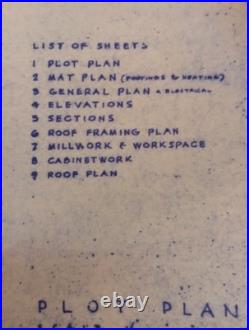 LIST OF SHEETS
1 PLOT PLAN
2 MAT PLAN (FOOTINGS & HEATING)
3 GENERAL PLAN & ELECTRICAL
4 ELEVATIONS
5 SECTIONS
6 ROOF FRAMING PLAN
7 MILLWORK & WORKSPACE
8 CABINETWORK
9 ROOF PLAN
PLOT PLAN